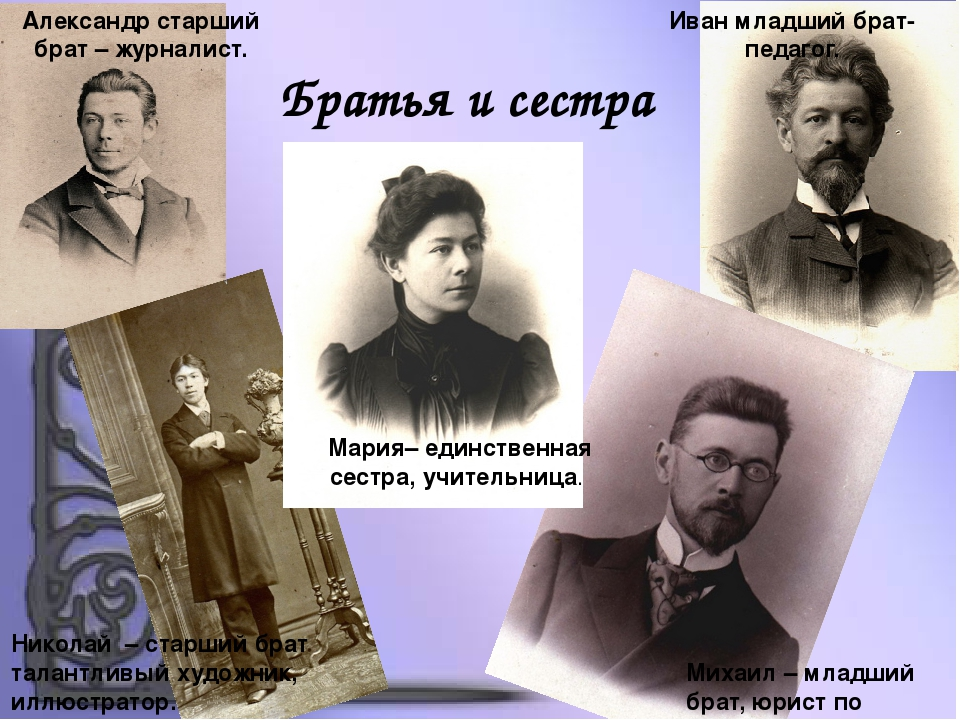 Александр старший
брат – журналист.
Иван младший брат-
педагог.
Братья и сестра
Мария– единственная
сестра, учительница.
Николай – старший брат.
талантливый художник,
иллюстратор.
Михаил – младший
брат, юрист по